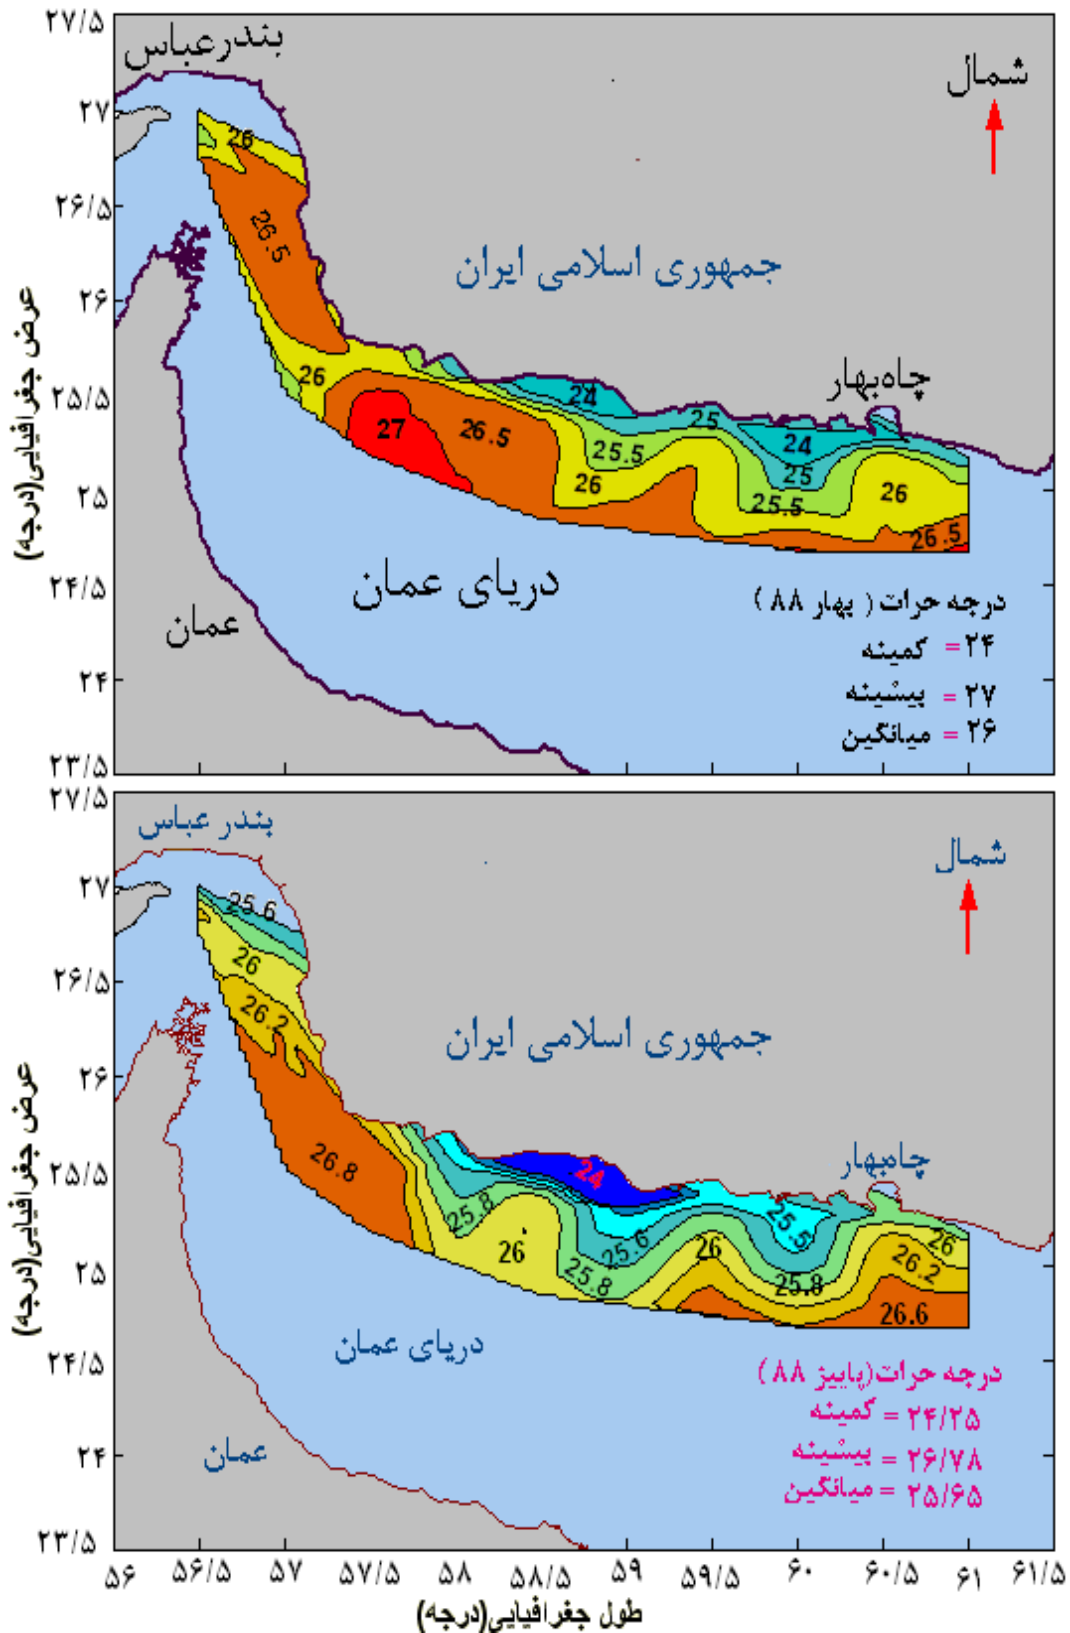 ۲۷/۵
بندرعباس
شمال
۲۷
26
۲۶/۵
26.5
جمهوری اسلامی ایران
۲۶
عرض جغرافیایی(درجه)
26
چاه‌بهار
۲۵/۵
24
25
27
26.5
25.5
24
25
26
26
۲۵
25.5
26.5
دریای عمان
۲۴/۵
درجه حرات ( بهار ۸۸ )
عمان
کمینه = ۲۴
۲۴
بیشینه = ۲۷
میانگین = ۲۶
۲۳/۵
۲۷/۵
بندر عباس
شمال
۲۷
25.6
26
۲۶/۵
26.2
جمهوری اسلامی ایران
۲۶
عرض جغرافیایی(درجه)
26.8
چاه‌بهار
۲۵/۵
24
25.8
25.5
26
25.6
26
26
26.2
۲۵
25.8
25.8
26.6
دریای عمان
۲۴/۵
درجه حرات(پاییز ۸۸ )
کمینه = ۲۴/۲۵
عمان
۲۴
بیشینه = ۲۶/۷۸
میانگین = ۲۵/۶۵
۲۳/۵
۵۶ ۵۶/۵ ۵۷ ۵۷/۵ ۵۸ ۵۸/۵ ۵۹ ۵۹/۵ ۶۰ ۶۰/۵ ۶۱ ۶۱/۵
طول جغرافیایی(درجه)